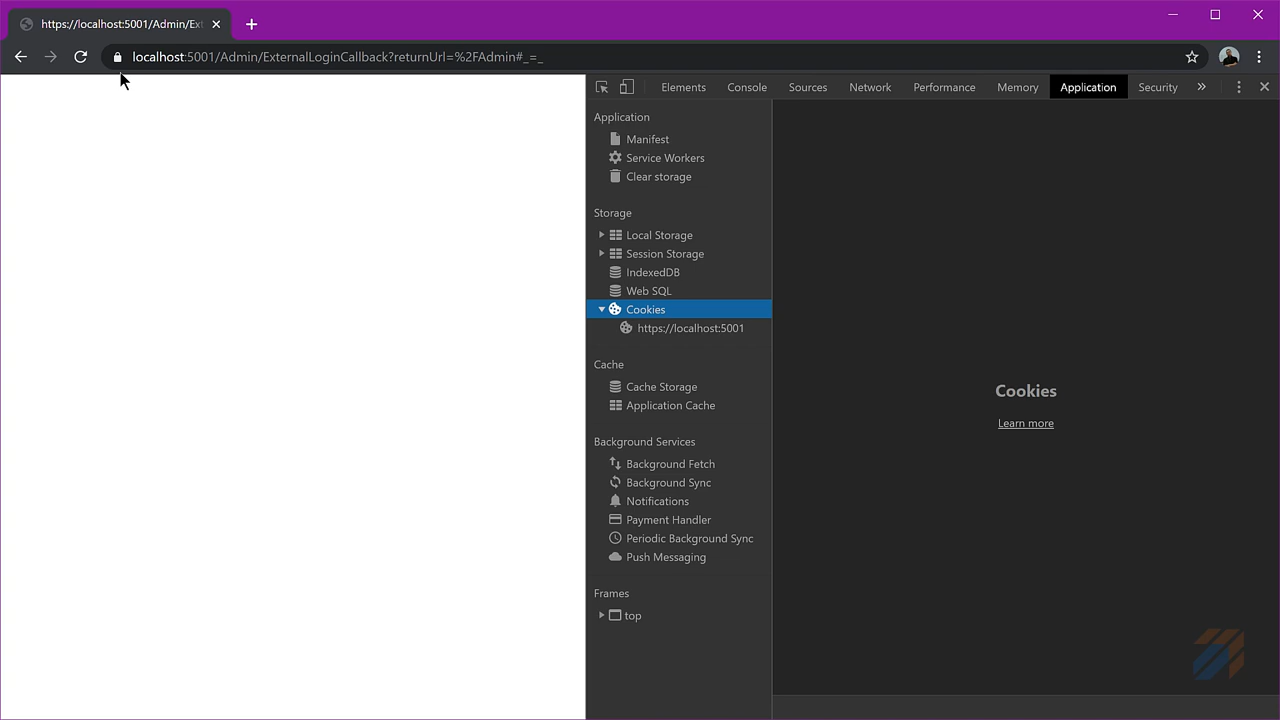 https://localhost:5001/Admin/Ext
localhost:5001/Admin/ExternalLoginCallback?returnUrl=%2FAdmin#_=_
Elements Console Sources Network Performance Memory Application Security
Application
Manifest
Service Workers
Clear storage
Storage
Local Storage
Session Storage
IndexedDB
Web SQL
Cookies
https://localhost:5001
Cache
Cache Storage
Application Cache
Background Services
Background Fetch
Background Sync
Notifications
Payment Handler
Periodic Background Sync
Push Messaging
Frames
top
Cookies
Learn more